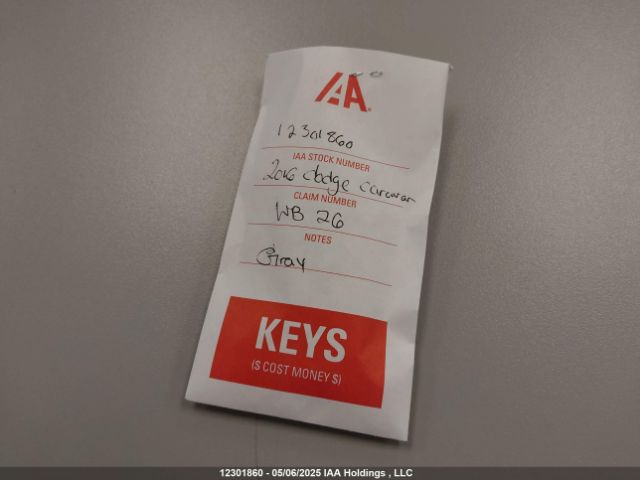 IAA
12301860
IAA STOCK NUMBER
2016 dodge caravan
CLAIM NUMBER
WB 26
NOTES
Gray
KEYS
($ COST MONEY $)
12301860 - 05/06/2025 IAA Holdings , LLC